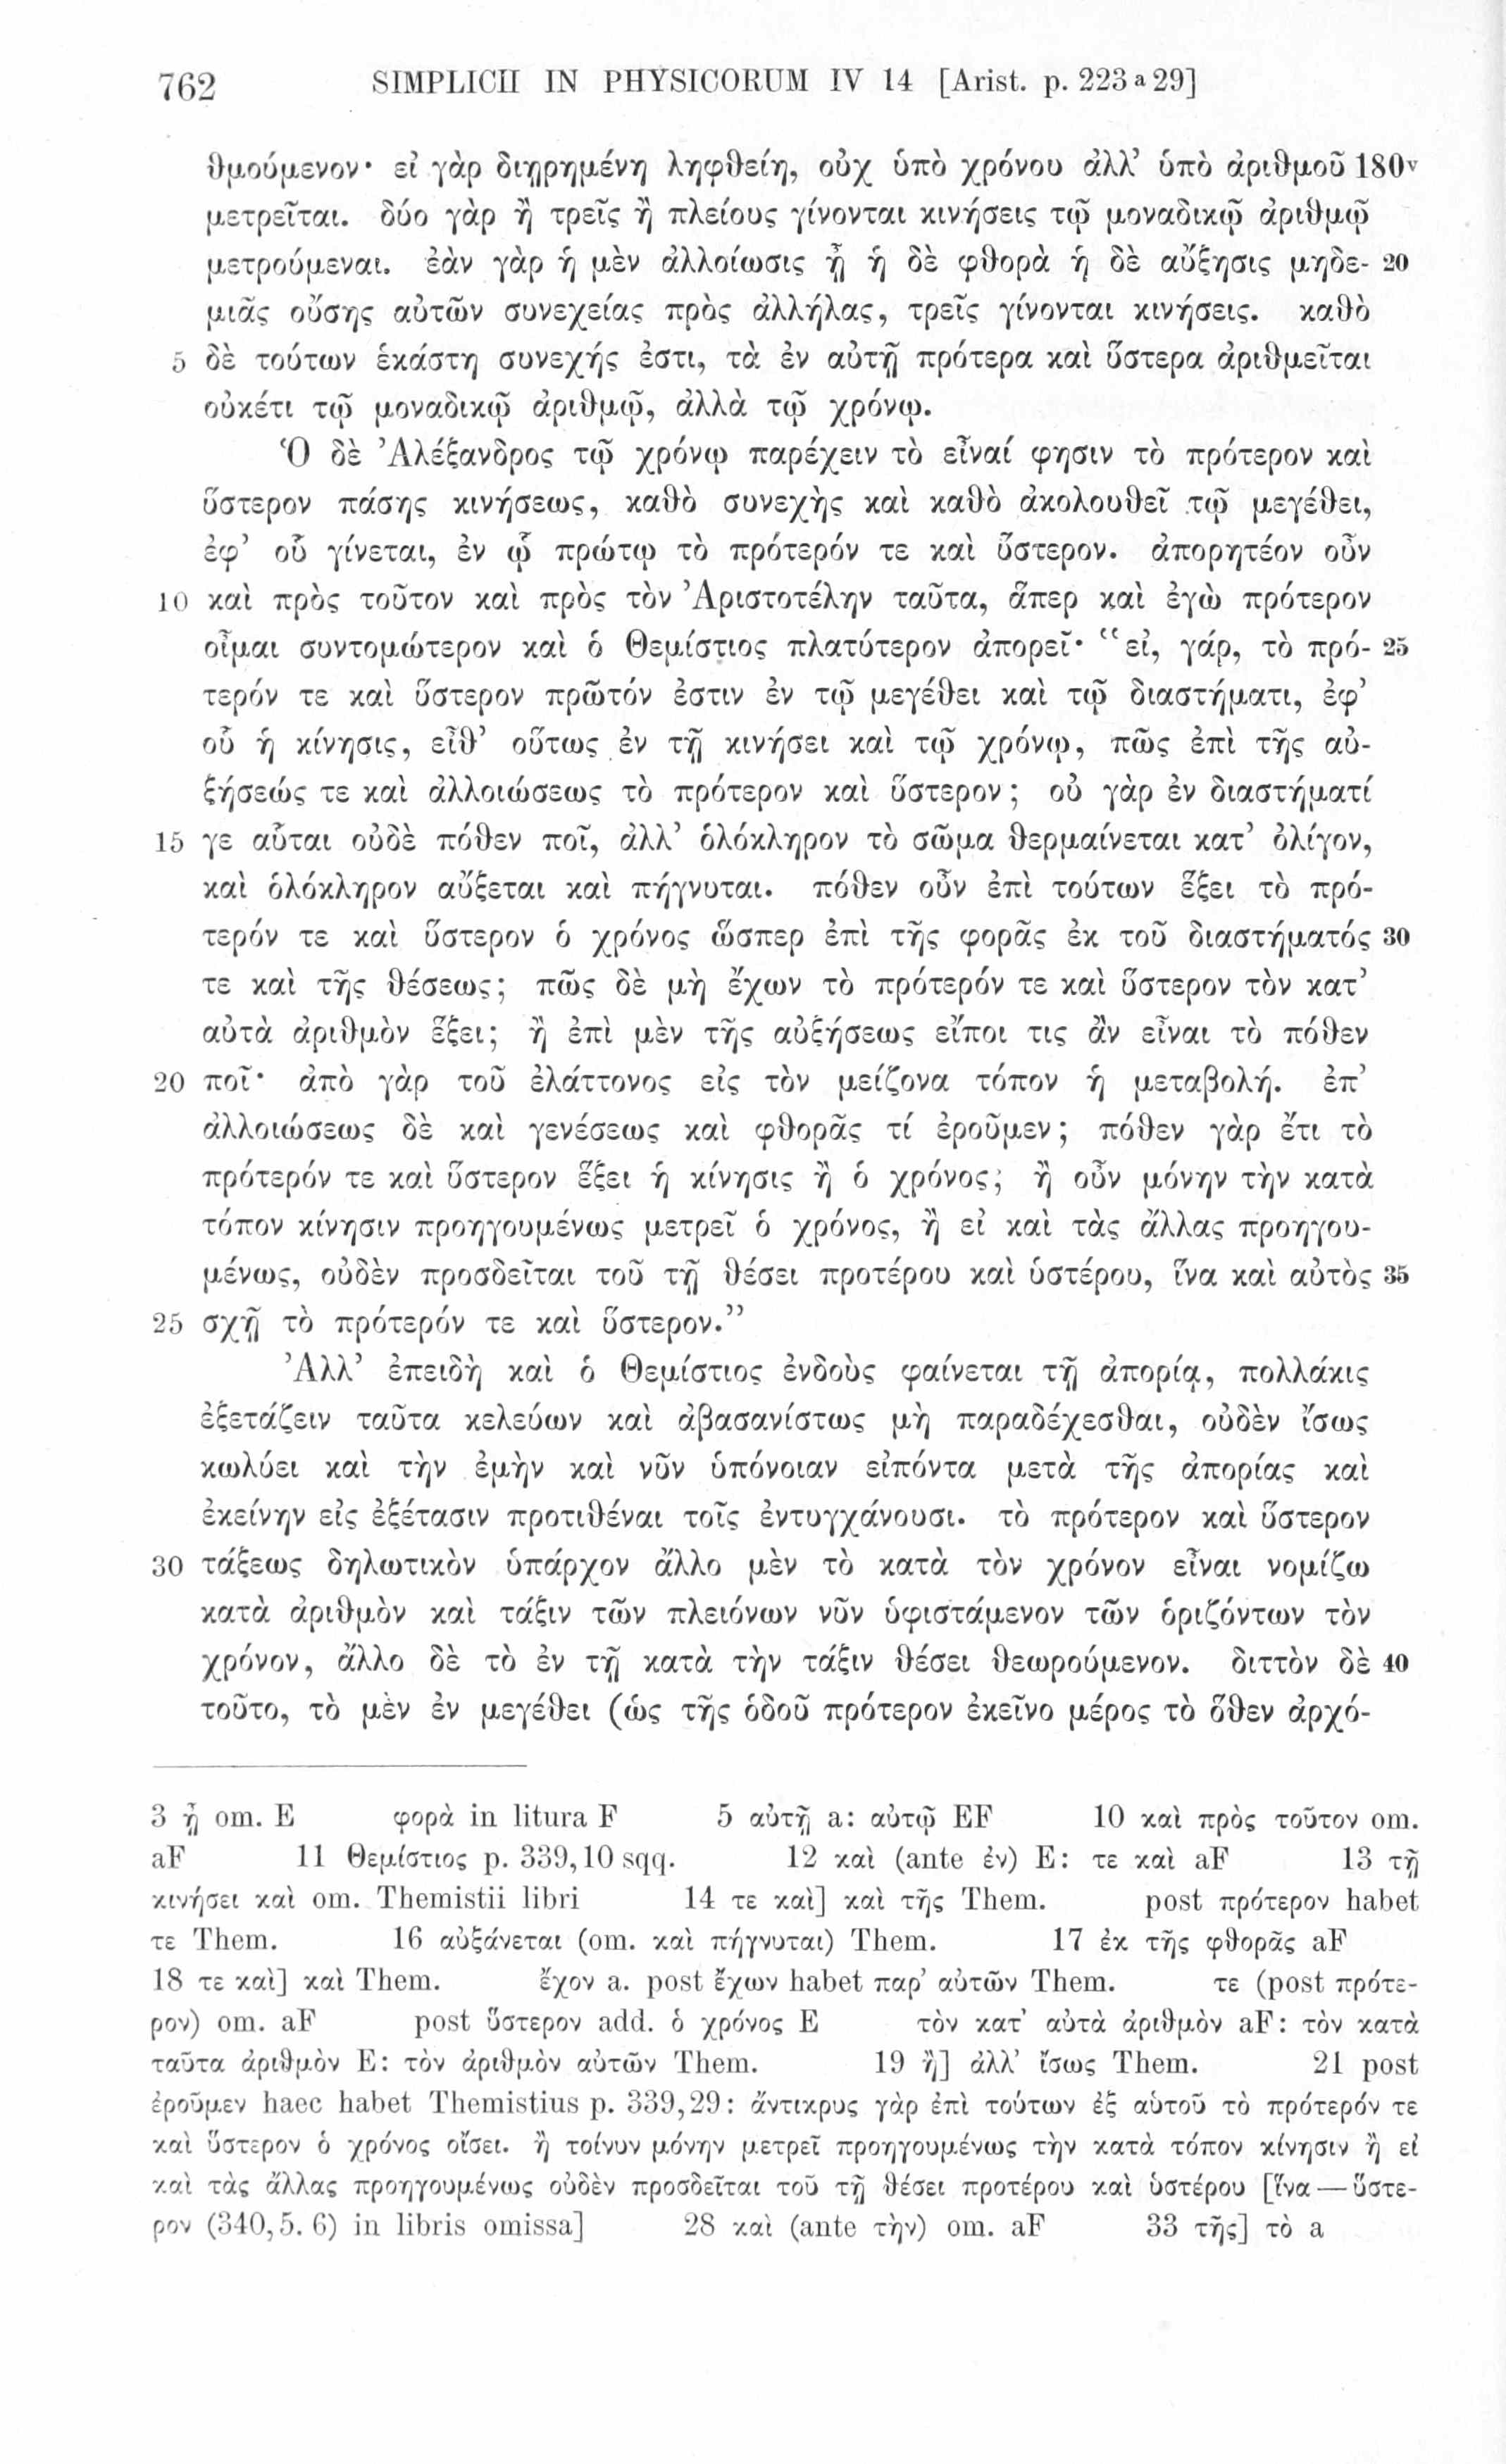 762 SIMPLICII IN PHYSICORUM IV 14 [Arist. p. 223 a 29]
θμούμενον· εἰ γὰρ διῃρημένη ληφθείη, οὐχ ὑπὸ χρόνου ἀλλ’ ὑπὸ ἀριθμοῦ 180v
μετρεῖται. δύο γὰρ ἢ τρεῖς ἢ πλείους γίνονται κινήσεις τῷ μοναδικῷ ἀριθμῷ
μετρούμεναι. ἐὰν γὰρ ἡ μὲν ἀλλοίωσις ᾖ ἡ δὲ φθορὰ ἡ δὲ αὔξησις μηδε- 20
μιᾶς οὔσης αὐτῶν συνεχείας πρὸς ἀλλήλας, τρεῖς γίνονται κινήσεις. καθὸ
5 δὲ τούτων ἑκάστη συνεχής ἐστι, τὰ ἐν αὐτῇ πρότερα καὶ ὕστερα ἀριθμεῖται
οὐκέτι τῷ μοναδικῷ ἀριθμῷ, ἀλλὰ τῷ χρόνῳ.
Ὁ δὲ Ἀλέξανδρος τῷ χρόνῳ παρέχειν τὸ εἶναί φησιν τὸ πρότερον καὶ
ὕστερον πάσης κινήσεως, καθὸ συνεχὴς καὶ καθὸ ἀκολουθεῖ τῷ μεγέθει,
ἐφ’ οὗ γίνεται, ἐν ᾧ πρώτῳ τὸ πρότερόν τε καὶ ὕστερον. ἀπορητέον οὖν
10 καὶ πρὸς τοῦτον καὶ πρὸς τὸν Ἀριστοτέλην ταῦτα, ἅπερ καὶ ἐγὼ πρότερον
οἶμαι συντομώτερον καὶ ὁ Θεμίστιος πλατύτερον ἀπορεῖ· “εἰ, γάρ, τὸ πρό- 25
τερόν τε καὶ ὕστερον πρῶτόν ἐστιν ἐν τῷ μεγέθει καὶ τῷ διαστήματι, ἐφ’
οὗ ἡ κίνησις, εἶθ’ οὕτως ἐν τῇ κινήσει καὶ τῷ χρόνῳ, πῶς ἐπὶ τῆς αὐ-
ξήσεώς τε καὶ ἀλλοιώσεως τὸ πρότερον καὶ ὕστερον; οὐ γὰρ ἐν διαστήματί
15 γε αὗται οὐδὲ πόθεν ποῖ, ἀλλ’ ὁλόκληρον τὸ σῶμα θερμαίνεται κατ’ ὀλίγον,
καὶ ὁλόκληρον αὔξεται καὶ πήγνυται. πόθεν οὖν ἐπὶ τούτων ἕξει τὸ πρό-
τερόν τε καὶ ὕστερον ὁ χρόνος ὥσπερ ἐπὶ τῆς φορᾶς ἐκ τοῦ διαστήματός 30
τε καὶ τῆς θέσεως; πῶς δὲ μὴ ἔχων τὸ πρότερόν τε καὶ ὕστερον τὸν κατ’
αὐτὰ ἀριθμὸν ἕξει; ἢ ἐπὶ μὲν τῆς αὐξήσεως εἴποι τις ἂν εἶναι τὸ πόθεν
20 ποῖ· ἀπὸ γὰρ τοῦ ἐλάττονος εἰς τὸν μείζονα τόπον ἡ μεταβολή. ἐπ’
ἀλλοιώσεως δὲ καὶ γενέσεως καὶ φθορᾶς τί ἐροῦμεν; πόθεν γὰρ ἔτι τὸ
πρότερόν τε καὶ ὕστερον ἕξει ἡ κίνησις ἢ ὁ χρόνος; ἢ οὖν μόνην τὴν κατὰ
τόπον κίνησιν προηγουμένως μετρεῖ ὁ χρόνος, ἢ εἰ καὶ τὰς ἄλλας προηγου-
μένως, οὐδὲν προσδεῖται τοῦ τῇ θέσει προτέρου καὶ ὑστέρου, ἵνα καὶ αὐτὸς 35
25 σχῇ τὸ πρότερόν τε καὶ ὕστερον.”
Ἀλλ’ ἐπειδὴ καὶ ὁ Θεμίστιος ἐνδοὺς φαίνεται τῇ ἀπορίᾳ, πολλάκις
ἐξετάζειν ταῦτα κελεύων καὶ ἀβασανίστως μὴ παραδέχεσθαι, οὐδὲν ἴσως
κωλύει καὶ τὴν ἐμὴν καὶ νῦν ὑπόνοιαν εἰπόντα μετὰ τῆς ἀπορίας καὶ
ἐκείνην εἰς ἐξέτασιν προτιθέναι τοῖς ἐντυγχάνουσι. τὸ πρότερον καὶ ὕστερον
30 τάξεως δηλωτικὸν ὑπάρχον ἄλλο μὲν τὸ κατὰ τὸν χρόνον εἶναι νομίζω
κατὰ ἀριθμὸν καὶ τάξιν τῶν πλειόνων νῦν ὑφιστάμενον τῶν ὁριζόντων τὸν
χρόνον, ἄλλο δὲ τὸ ἐν τῇ κατὰ τὴν τάξιν θέσει θεωρούμενον. διττὸν δὲ 40
τοῦτο, τὸ μὲν ἐν μεγέθει (ὡς τῆς ὁδοῦ πρότερον ἐκεῖνο μέρος τὸ ὅθεν ἀρχό-
3 ᾖ om. E φορὰ in litura F 5 αὐτῇ a: αὐτῷ EF 10 καὶ πρὸς τοῦτον om.
aF 11 Θεμίστιος p. 339,10 sqq. 12 καὶ (ante ἐν) E: τε καὶ aF 13 τῇ
κινήσει καὶ om. Themistii libri 14 τε καὶ] καὶ τῆς Them. post πρότερον habet
τε Them. 16 αὐξάνεται (om. καὶ πήγνυται) Them. 17 ἐκ τῆς φθορᾶς aF
18 τε καὶ] καὶ Them. ἔχον a. post ἔχων habet παρ’ αὐτῶν Them. τε (post πρότε-
ρον) om. aF post ὕστερον add. ὁ χρόνος E τὸν κατ’ αὐτὰ ἀριθμὸν aF: τὸν κατὰ
ταῦτα ἀριθμὸν E: τὸν ἀριθμὸν αὐτῶν Them. 19 ἢ] ἀλλ’ ἴσως Them. 21 post
ἐροῦμεν haec habet Themistius p. 339,29: ἄντικρυς γὰρ ἐπὶ τούτων ἐξ αὑτοῦ τὸ πρότερόν τε
καὶ ὕστερον ὁ χρόνος οἴσει. ἢ τοίνυν μόνην μετρεῖ προηγουμένως τὴν κατὰ τόπον κίνησιν ἢ εἰ
καὶ τὰς ἄλλας προηγουμένως οὐδὲν προσδεῖται τοῦ τῇ θέσει προτέρου καὶ ὑστέρου [ἵνα — ὕστε-
ρον (340,5. 6) in libris omissa] 28 καὶ (ante τὴν) om. aF 33 τῆς] τὸ a